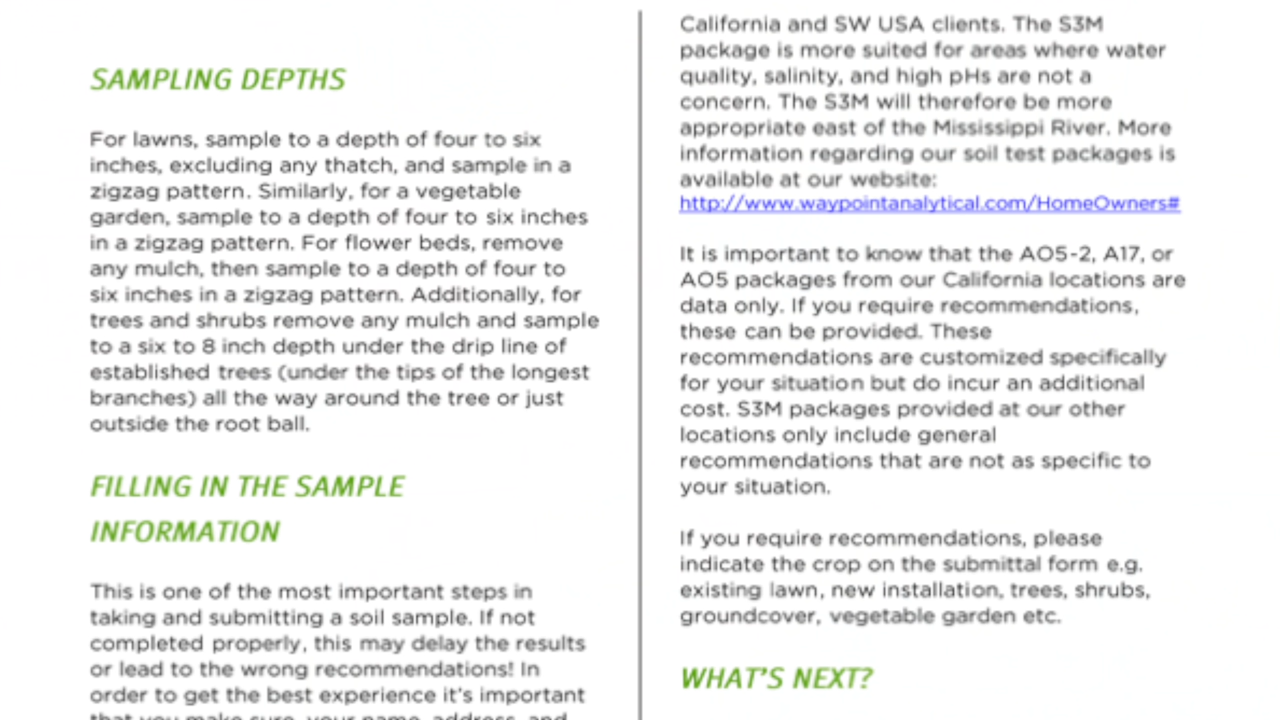 SAMPLING DEPTHS
For lawns, sample to a depth of four to six
inches, excluding any thatch, and sample in a
zigzag pattern. Similarly, for a vegetable
garden, sample to a depth of four to six inches
in a zigzag pattern. For flower beds, remove
any mulch, then sample to a depth of four to
six inches in a zigzag pattern. Additionally, for
trees and shrubs remove any mulch and sample
to a six to 8 inch depth under the drip line of
established trees (under the tips of the longest
branches) all the way around the tree or just
outside the root ball.
FILLING IN THE SAMPLE
INFORMATION
This is one of the most important steps in
taking and submitting a soil sample. If not
completed properly, this may delay the results
or lead to the wrong recommendations! In
order to get the best experience it's important
that you make sure, your name, address, and
California and SW USA clients. The S3M
package is more suited for areas where water
quality, salinity, and high pHs are not a
concern. The S3M will therefore be more
appropriate east of the Mississippi River. More
information regarding our soil test packages is
available at our website:
http://www.waypointanalytical.com/HomeOwners#
It is important to know that the AO5-2, A17, or
AO5 packages from our California locations are
data only. If you require recommendations,
these can be provided. These
recommendations are customized specifically
for your situation but do incur an additional
cost. S3M packages provided at our other
locations only include general
recommendations that are not as specific to
your situation.
If you require recommendations, please
indicate the crop on the submittal form e.g.
existing lawn, new installation, trees, shrubs,
groundcover, vegetable garden etc.
WHAT'S NEXT?